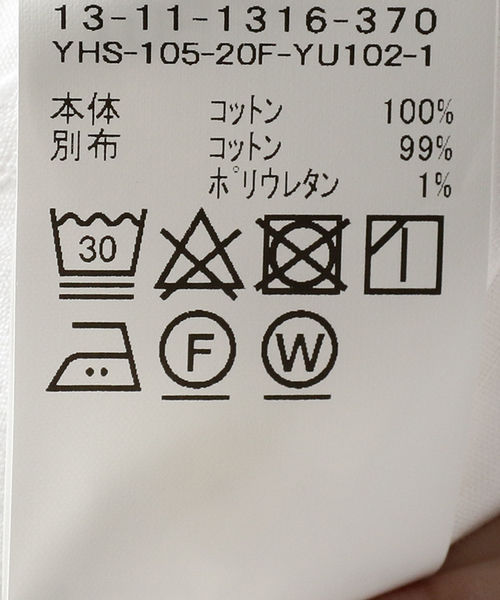 13-11-1316-370
YHS-105-20F-YU102-1
本体 コットン 100%
別布 コットン 99%
ポリウレタン 1%
30
F W